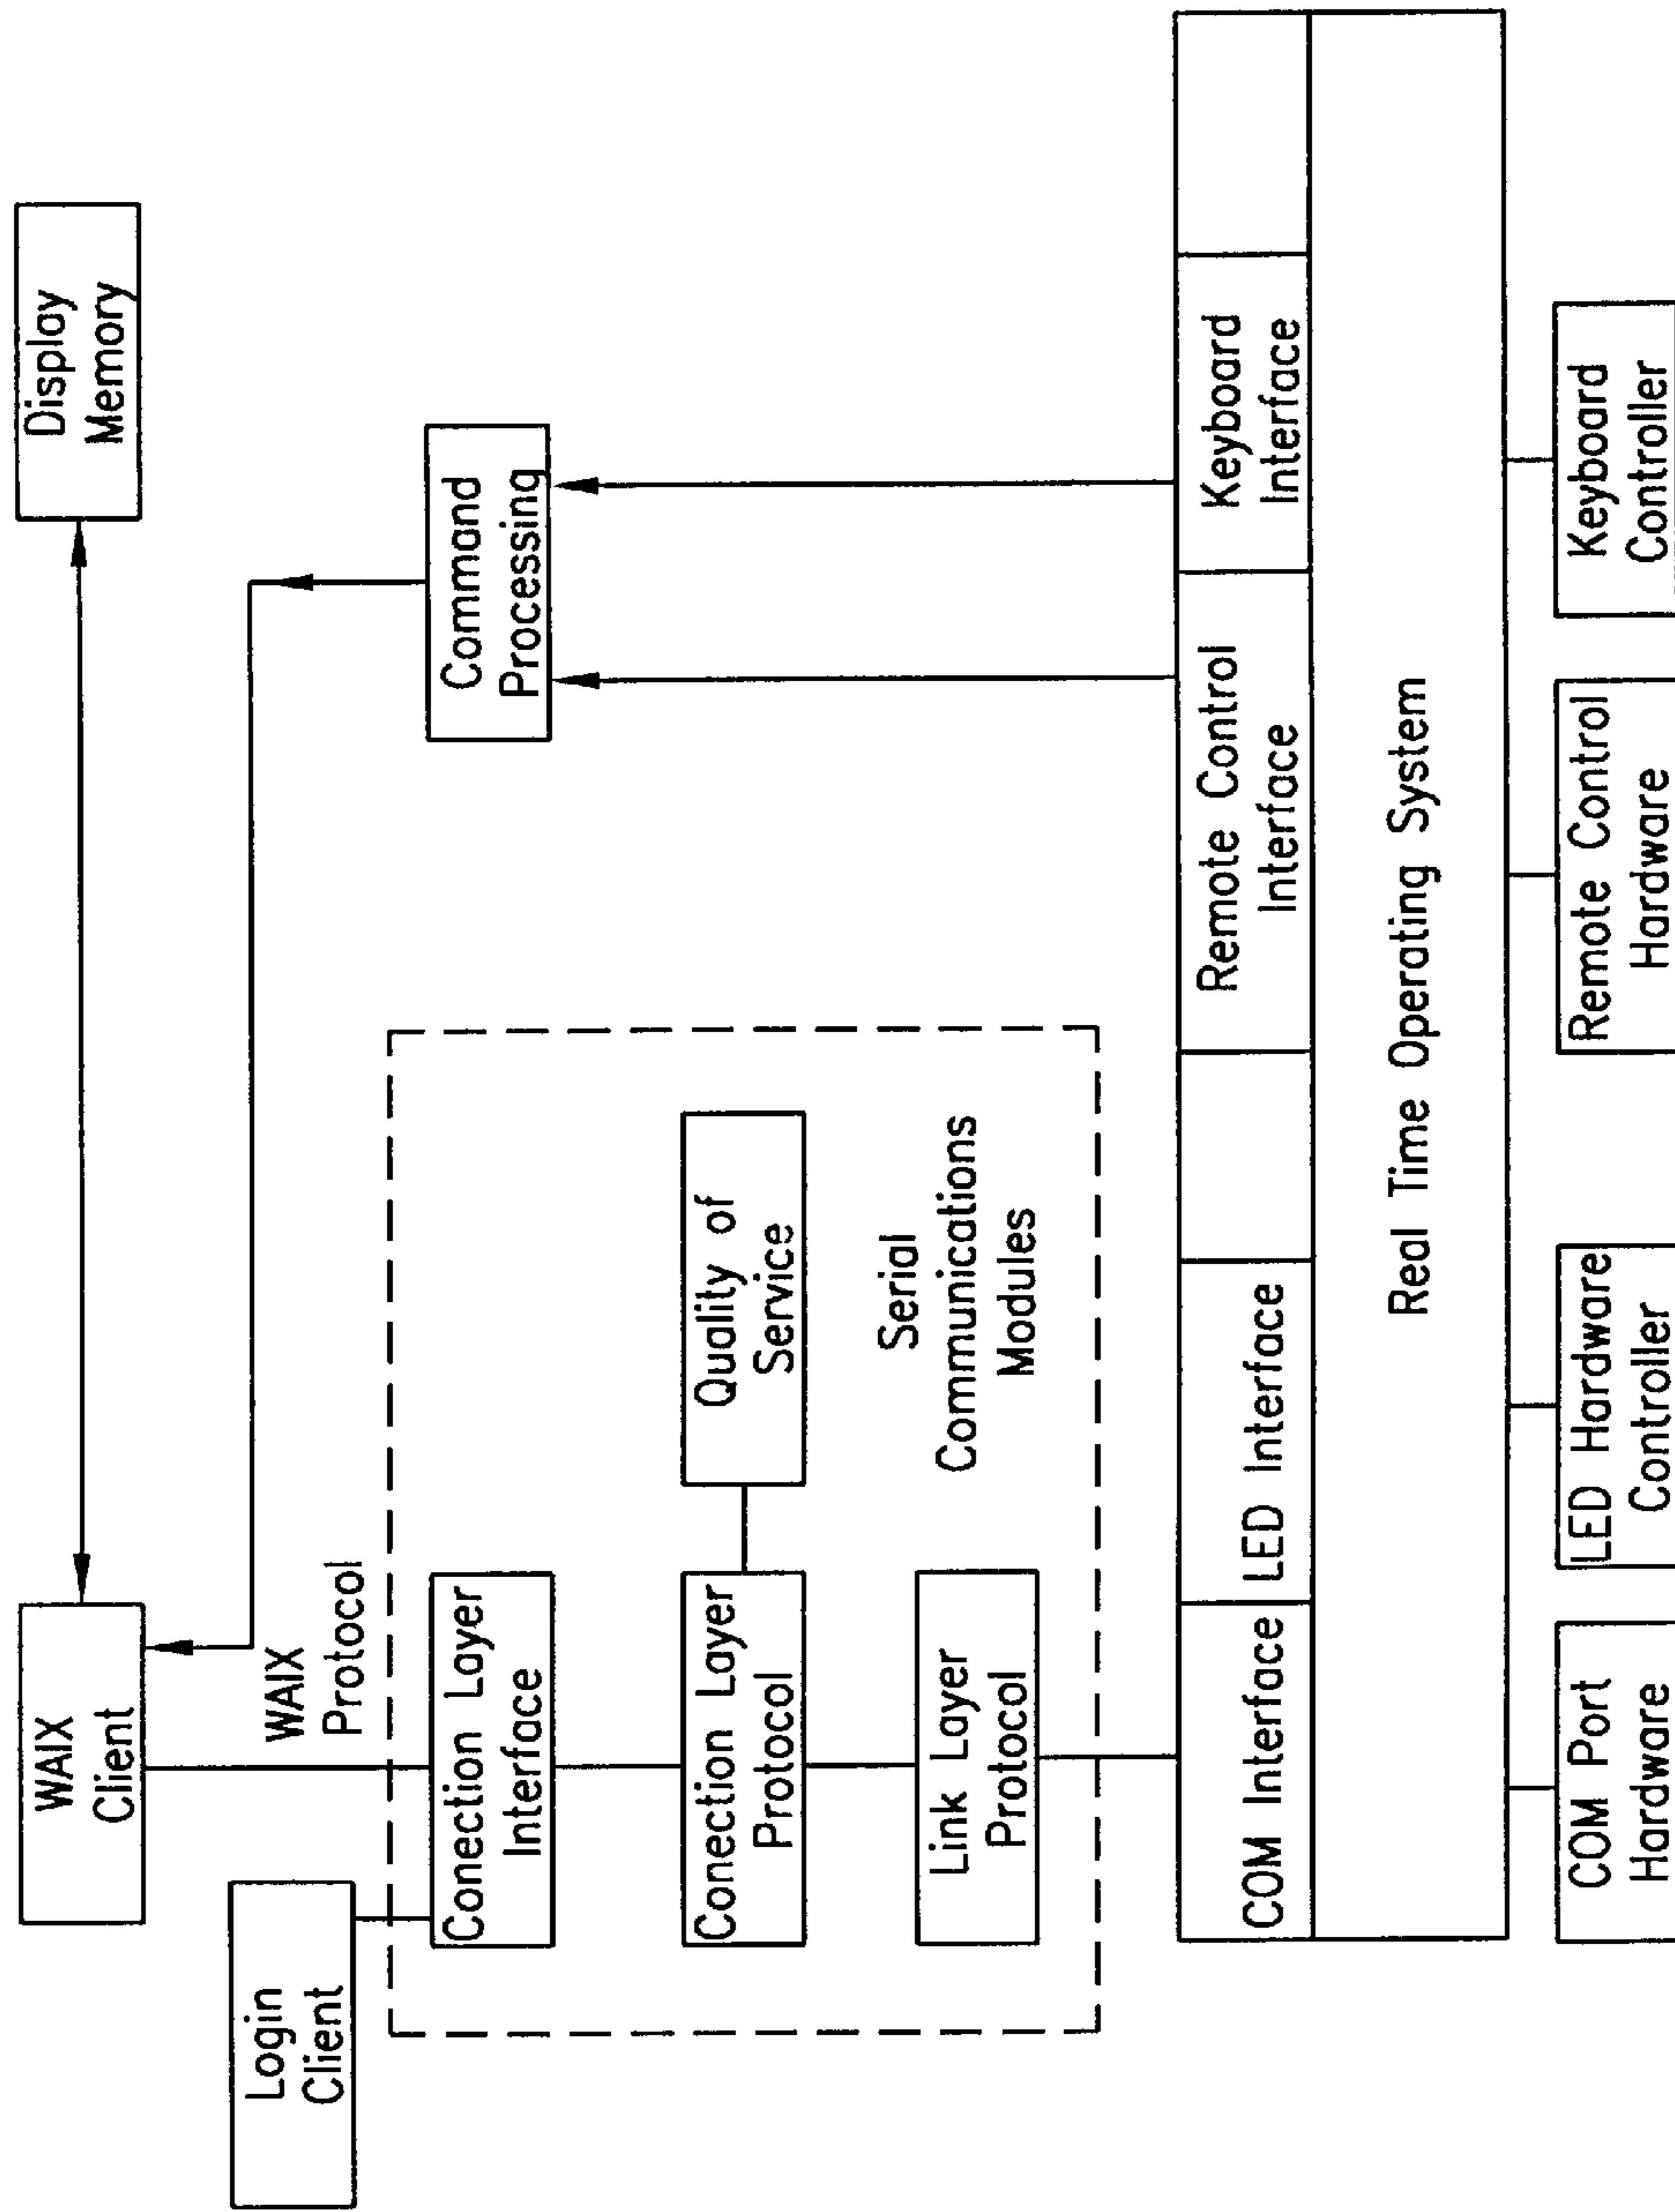 WAIX
Client
Display
Memory
Login
Client
WAIX
Protocol
Conection Layer
Interface
Command
Processing
Conection Layer
Protocol
Quality of
Service
Link Layer
Protocol
Serial
Communications
Modules
COM Interface
LED Interface
Remote Control
Interface
Keyboard
Interface
Real Time Operating System
COM Port
Hardware
LED Hardware
Controller
Remote Control
Hardware
Keyboard
Controller